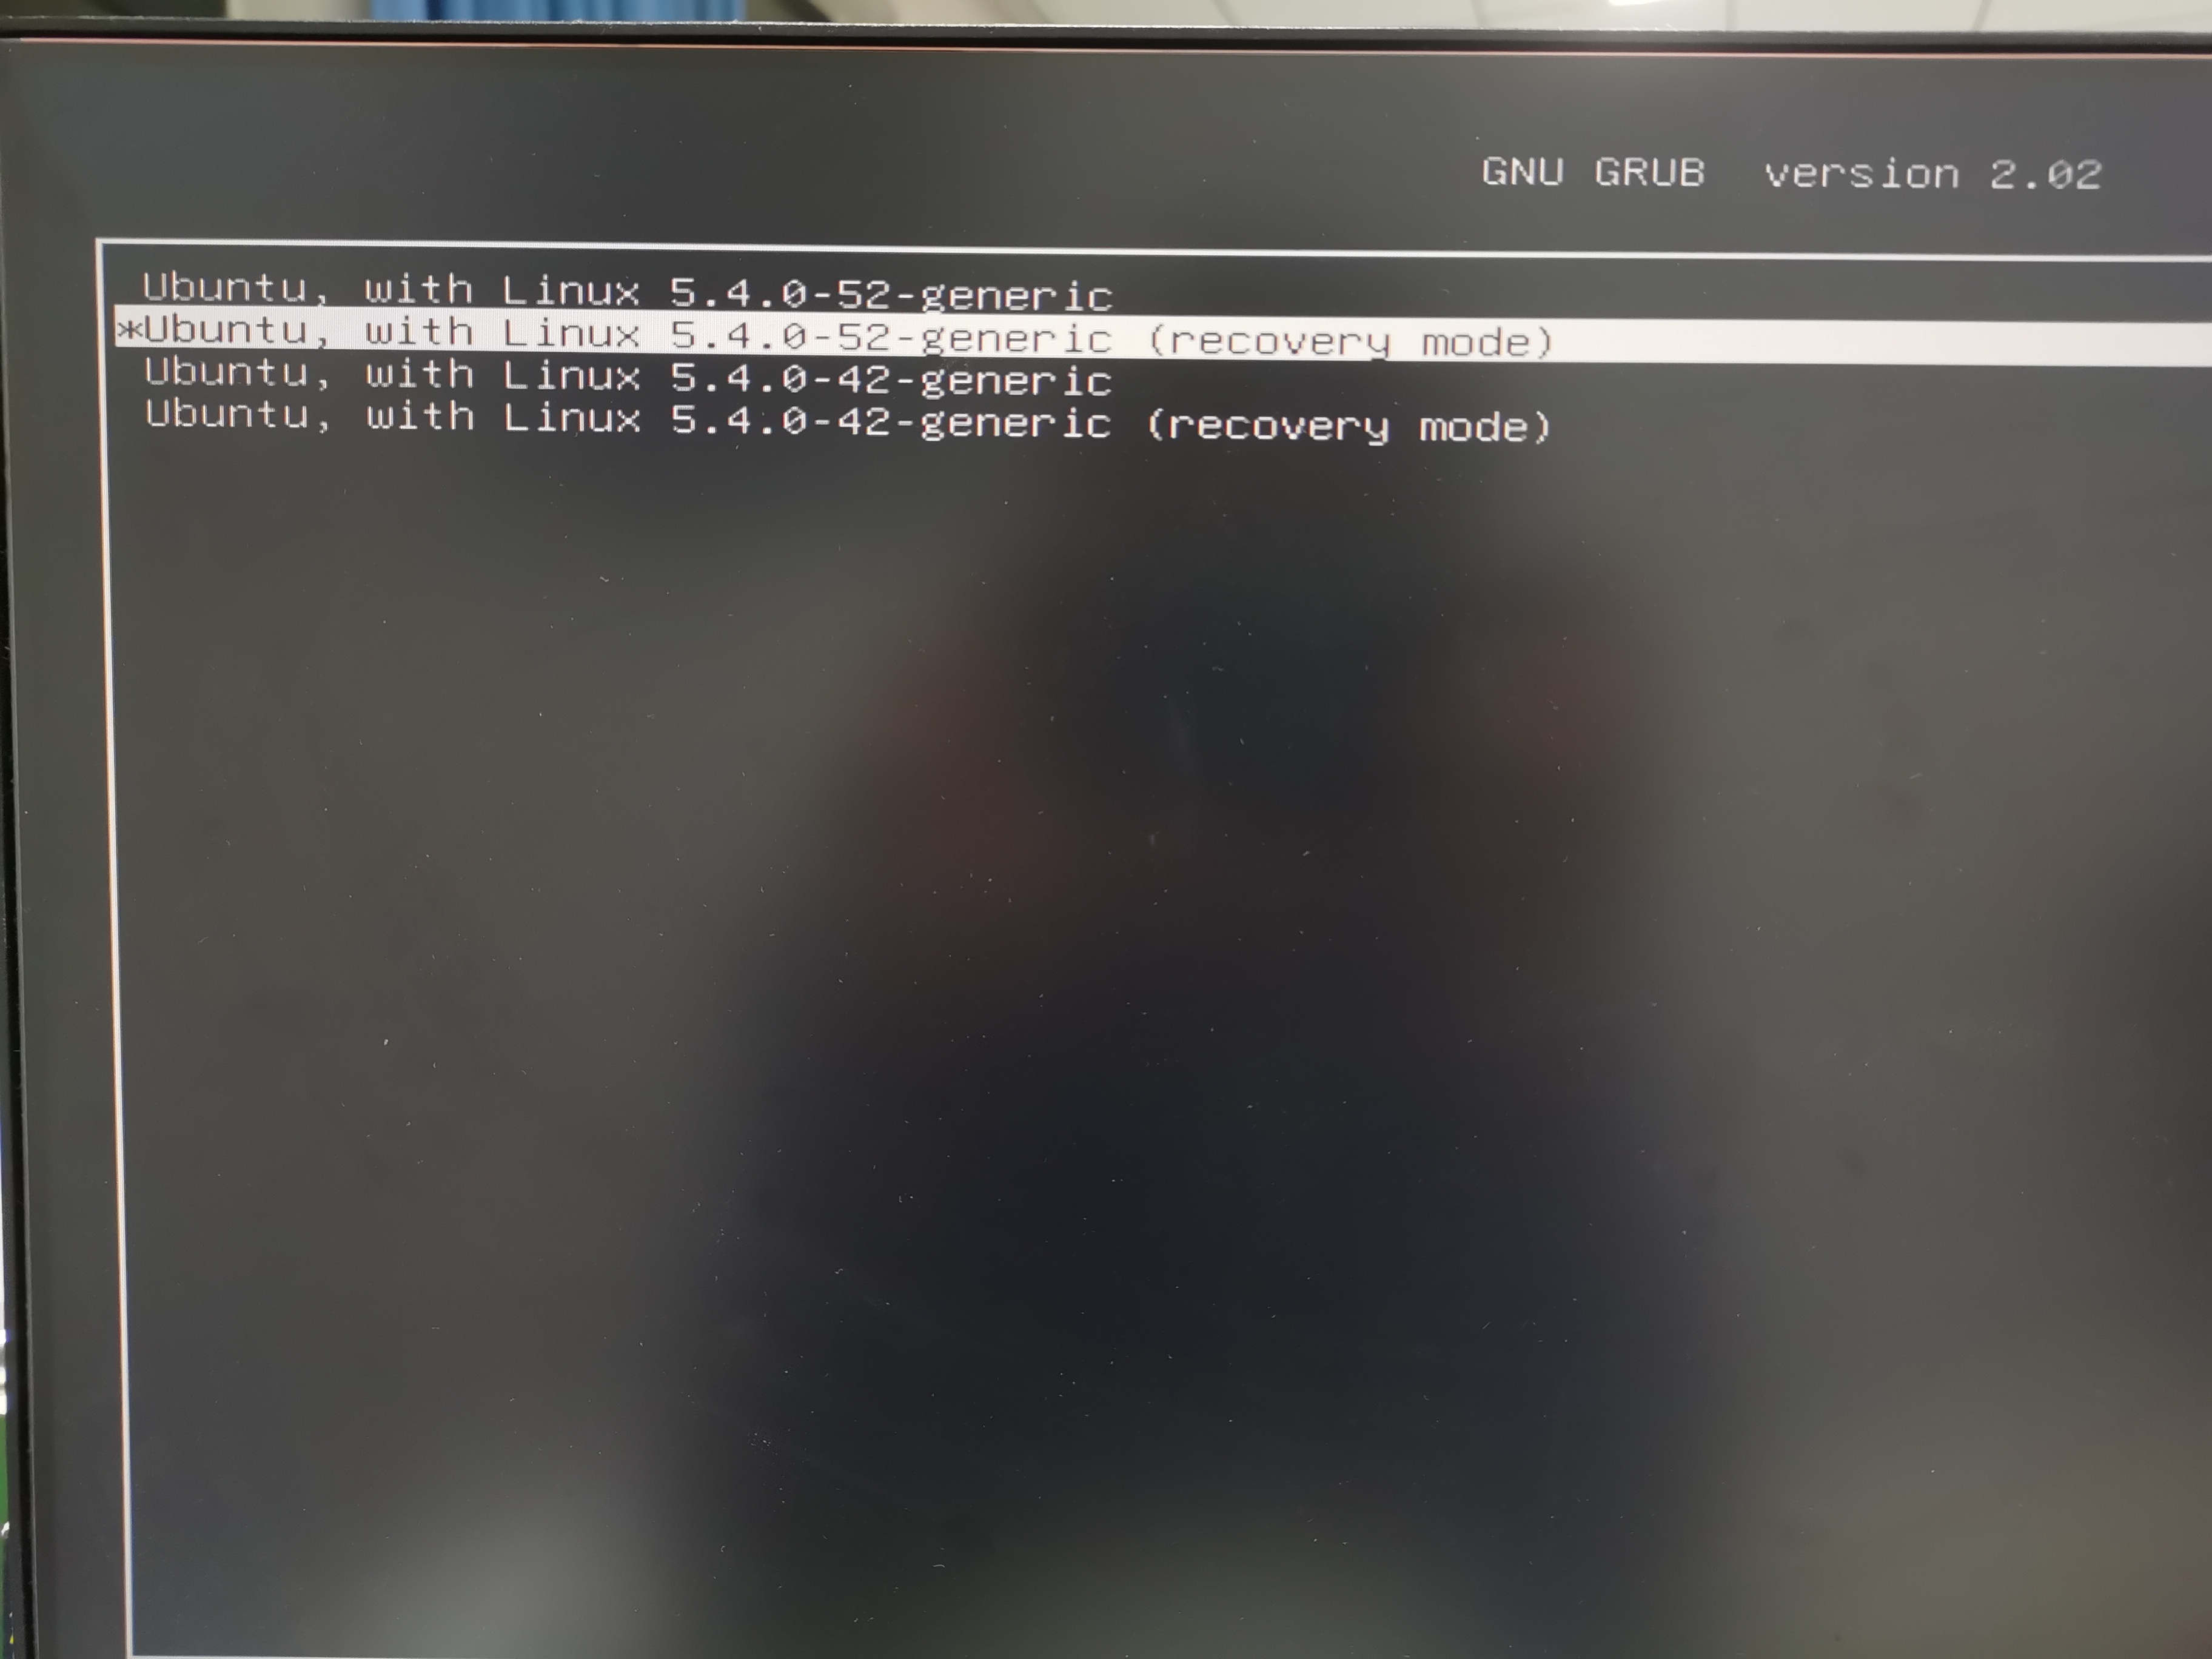 GNU GRUB version 2.02
Ubuntu, with Linux 5.4.0-52-generic
*Ubuntu, with Linux 5.4.0-52-generic (recovery mode)
Ubuntu, with Linux 5.4.0-42-generic
Ubuntu, with Linux 5.4.0-42-generic (recovery mode)